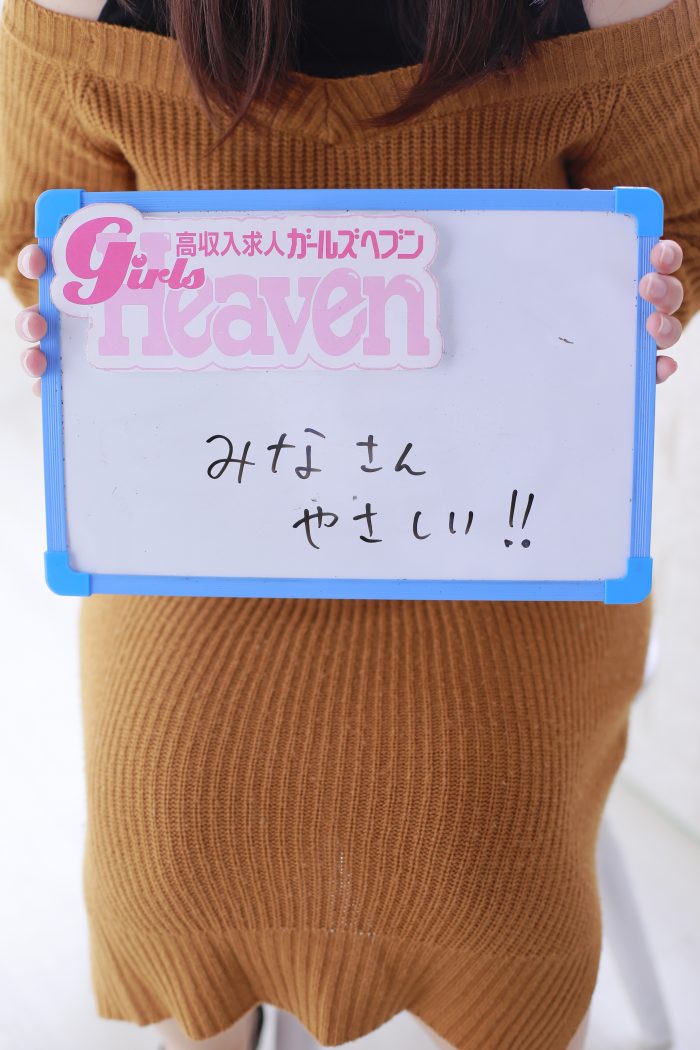 高収入求人ガールズヘブン
Girls
Heaven
みなさん
やさしい!!